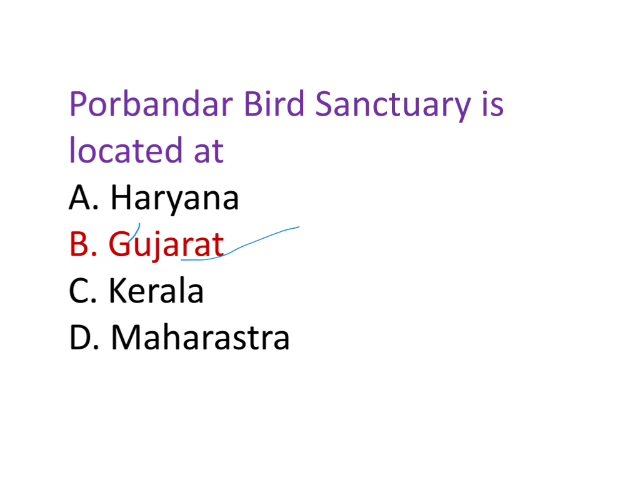 Porbandar Bird Sanctuary is
located at
A. Haryana
B. Gujarat
C. Kerala
D. Maharastra